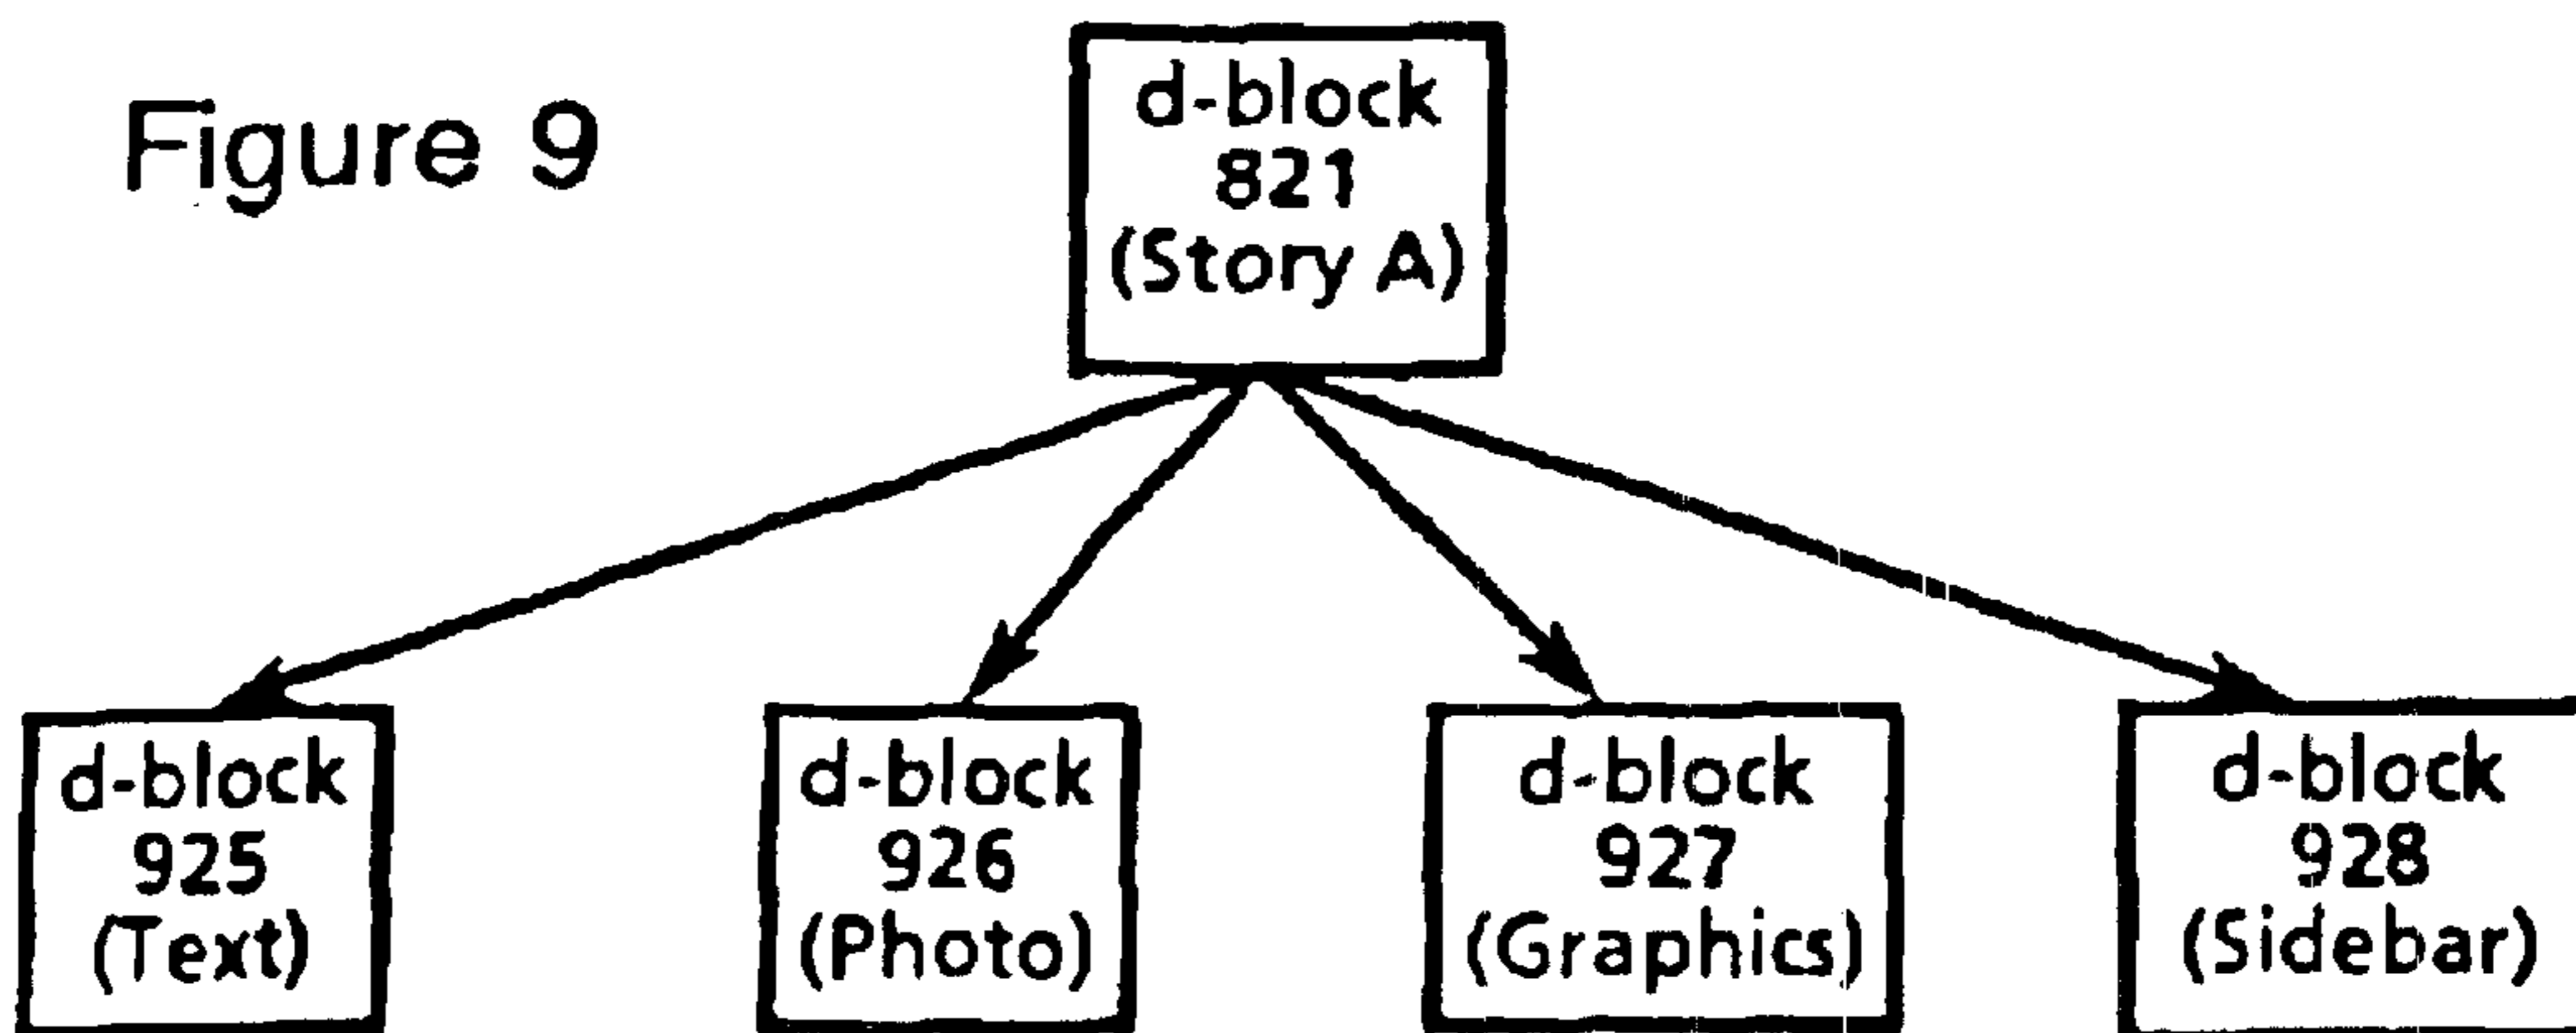 Figure 9
d-block
821
(Story A)
d-block
925
(Text)
d-block
926
(Photo)
d-block
927
(Graphics)
d-block
928
(Sidebar)